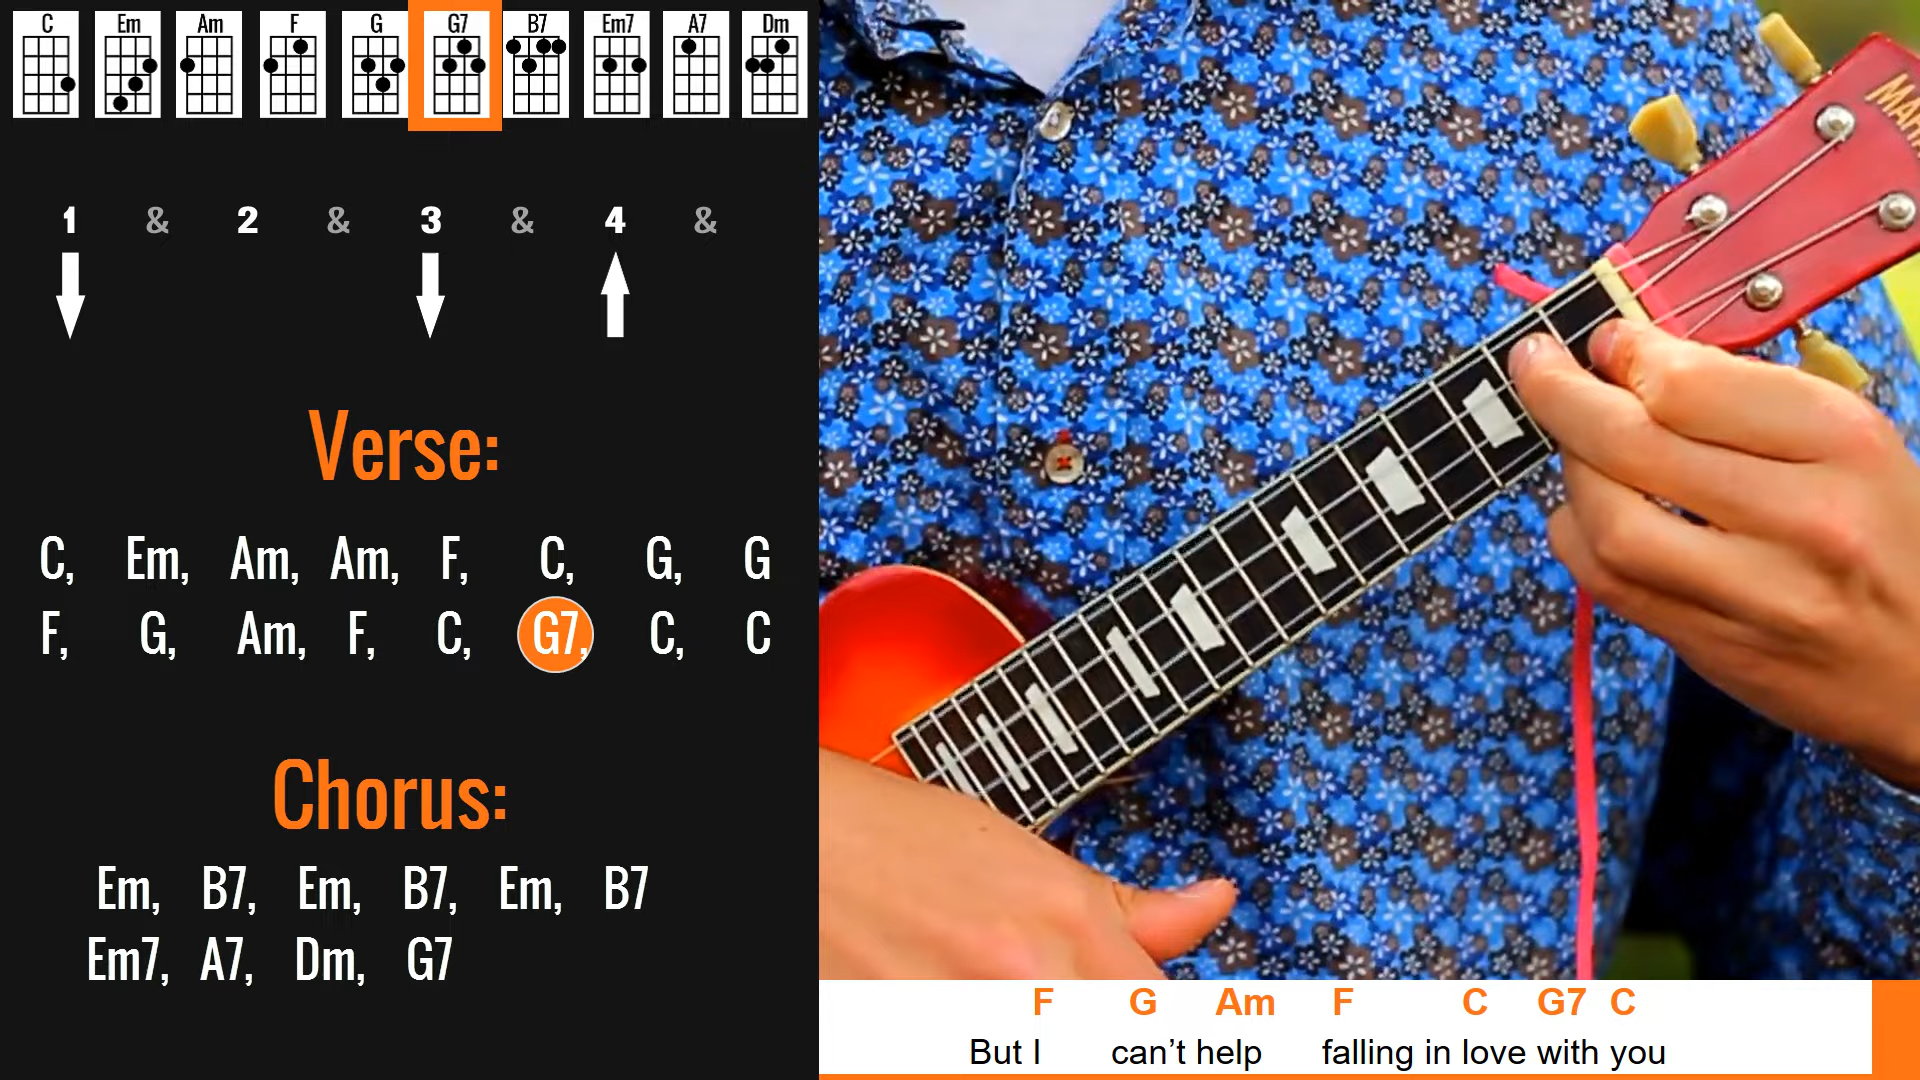 C Em Am F G G7 B7 Em7 A7 Dm
1 & 2 & 3 & 4 &
Verse:
C, Em, Am, Am, F, C, G, G
F, G, Am, F, C, G7, C, C
Chorus:
Em, B7, Em, B7, Em, B7
Em7, A7, Dm, G7
F G Am F C G7 C
But I can't help falling in love with you